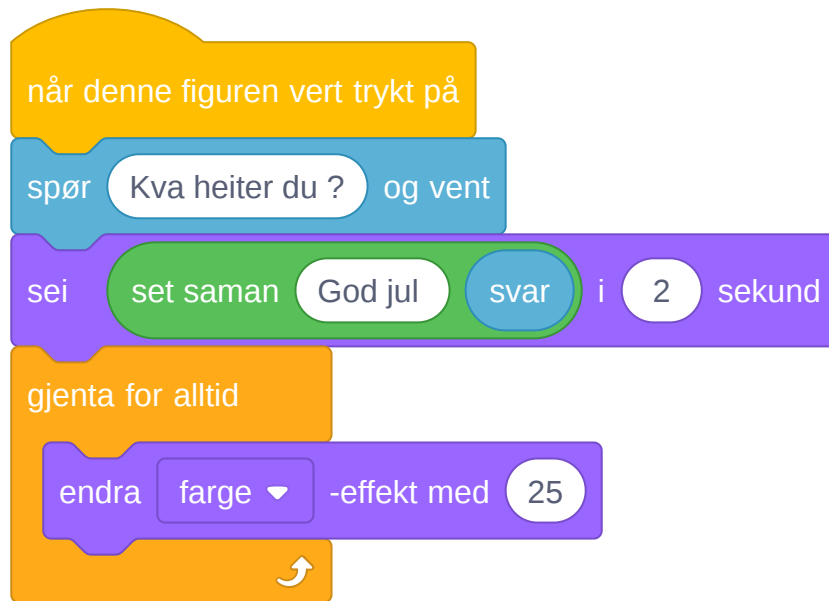 når denne figuren vert trykt på
spør Kva heiter du ? og vent
sei set saman God jul svar i 2 sekund
gjenta for alltid
endra farge -effekt med 25